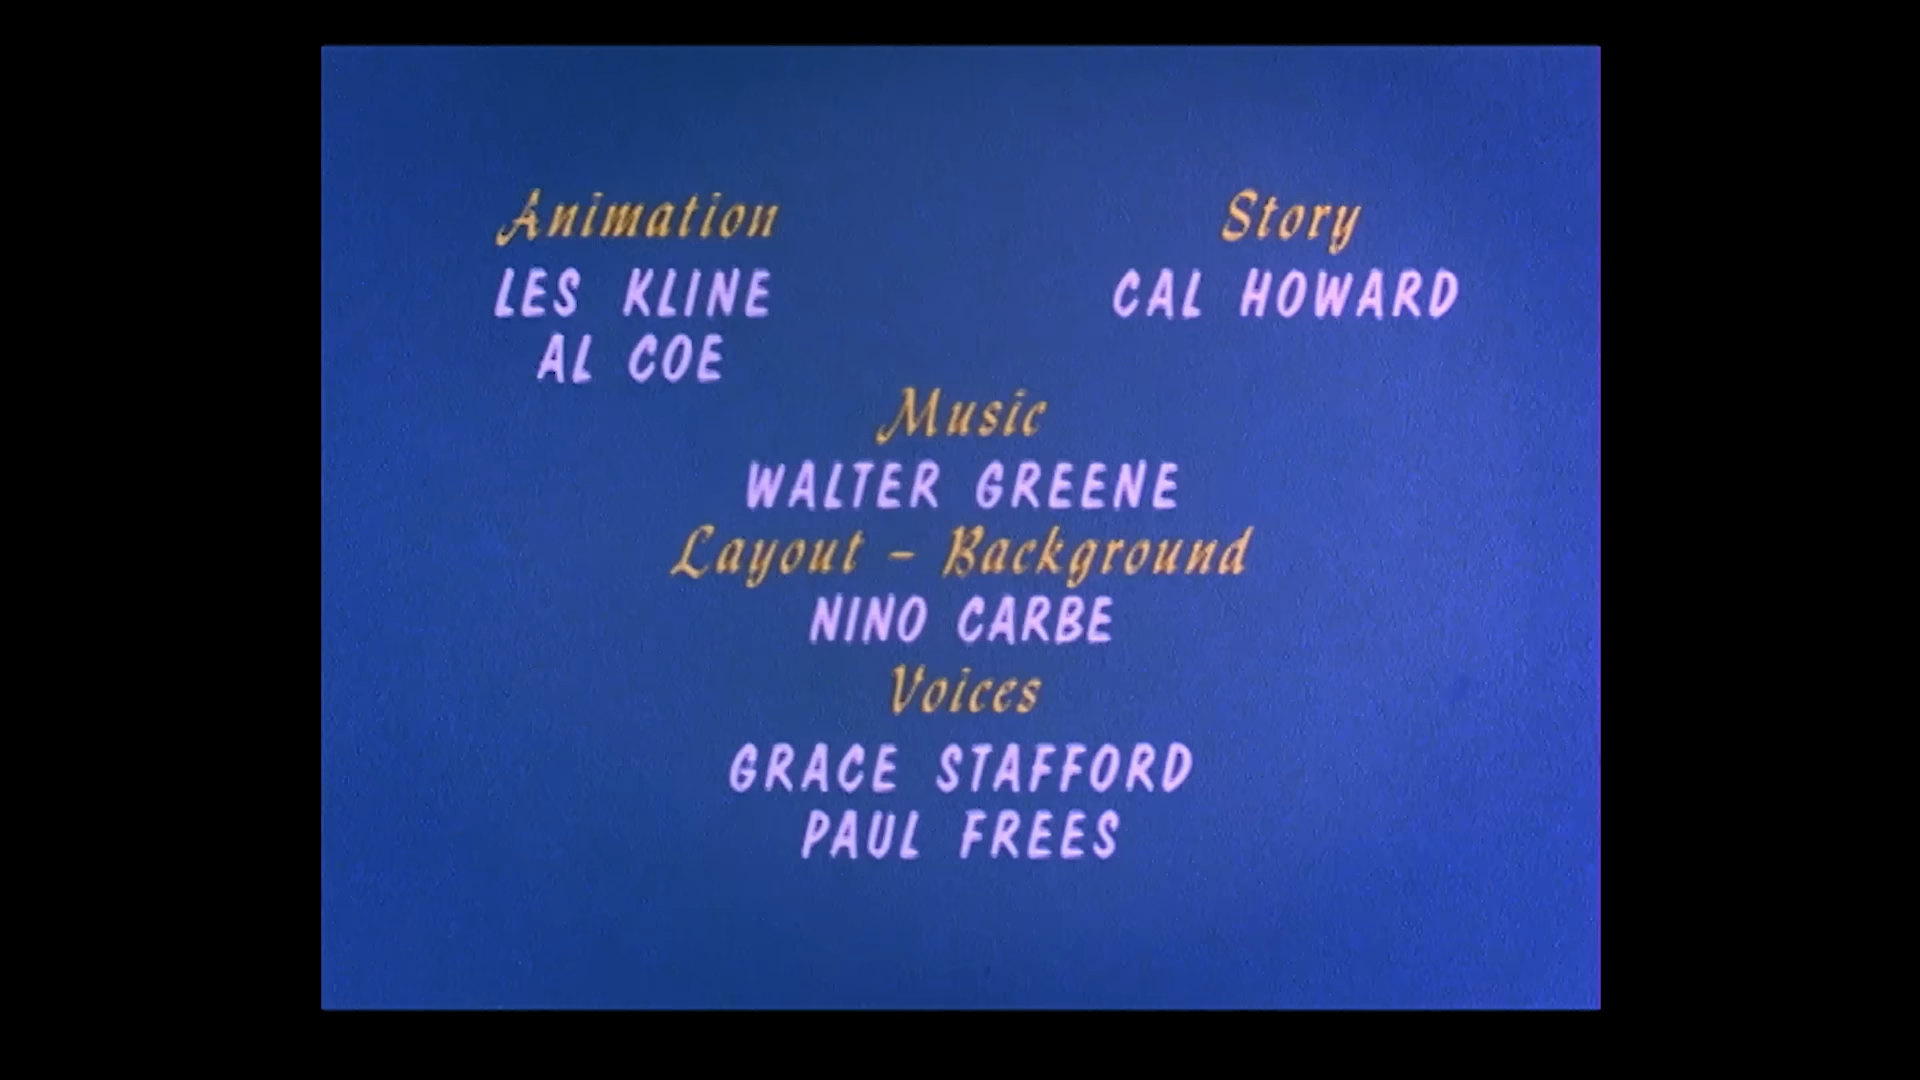 Animation
LES KLINE
AL COE
Story
CAL HOWARD
Music
WALTER GREENE
Layout – Background
NINO CARBE
Voices
GRACE STAFFORD
PAUL FREES